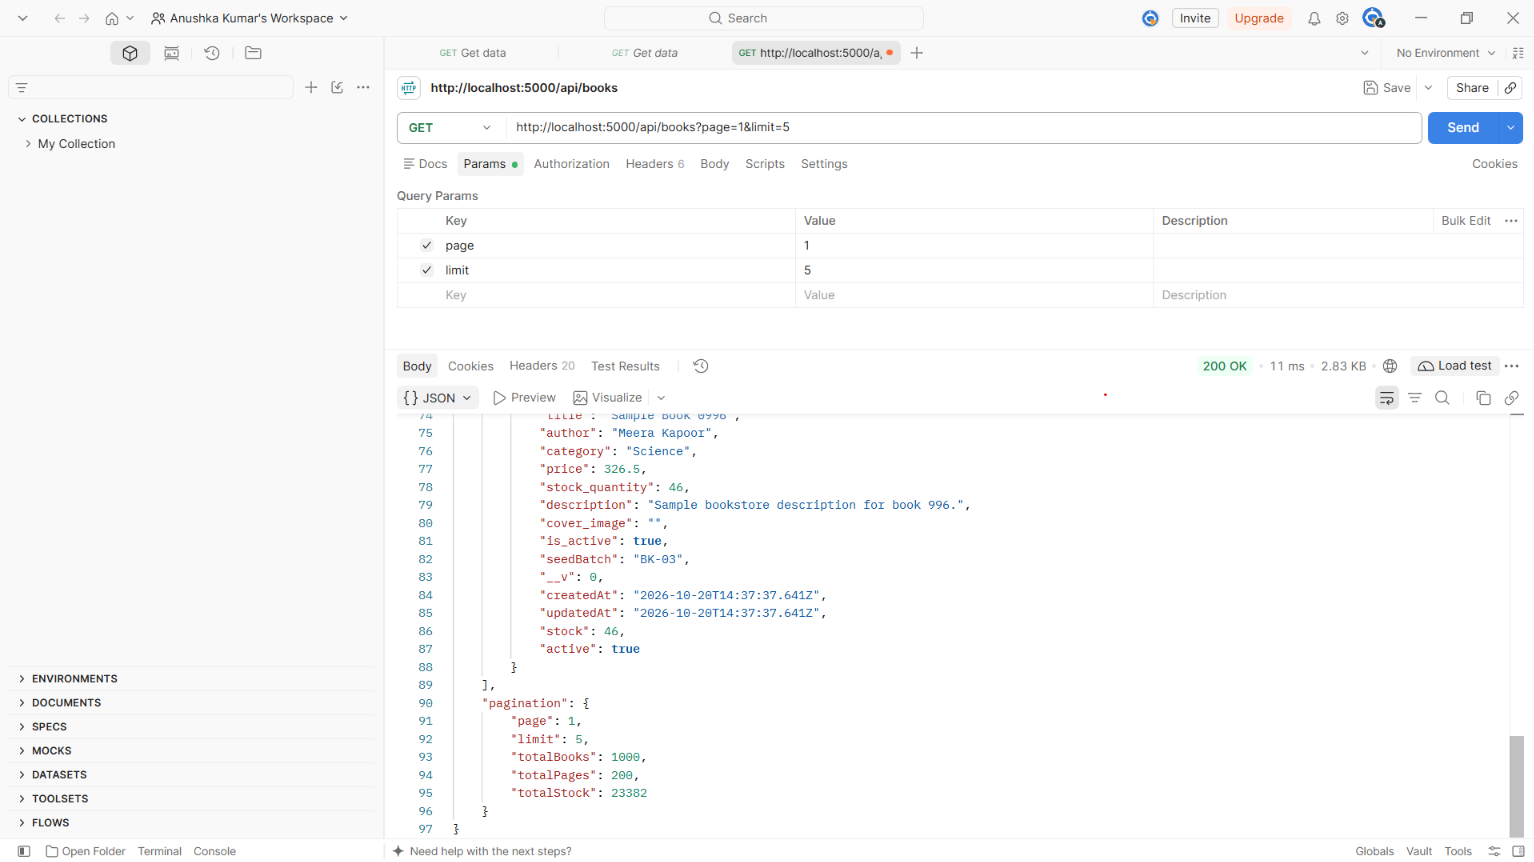 Anushka Kumar's Workspace
Search
Invite
Upgrade
GET Get data
GET Get data
GET http://localhost:5000/a
No Environment
HTTP http://localhost:5000/api/books
Save
Share
COLLECTIONS
My Collection
GET http://localhost:5000/api/books?page=1&limit=5
Send
Docs Params Authorization Headers 6 Body Scripts Settings
Cookies
Query Params
Key Value Description Bulk Edit
page 1
limit 5
Key Value Description
Body Cookies Headers 20 Test Results
200 OK • 11 ms • 2.83 KB •
Load test
{} JSON Preview Visualize
74 "title": "Sample Book 0996",
75 "author": "Meera Kapoor",
76 "category": "Science",
77 "price": 326.5,
78 "stock_quantity": 46,
79 "description": "Sample bookstore description for book 996.",
80 "cover_image": "",
81 "is_active": true,
82 "seedBatch": "BK-03",
83 "__v": 0,
84 "createdAt": "2026-10-20T14:37:37.641Z",
85 "updatedAt": "2026-10-20T14:37:37.641Z",
86 "stock": 46,
87 "active": true
88 }
89 ],
90 "pagination": {
91 "page": 1,
92 "limit": 5,
93 "totalBooks": 1000,
94 "totalPages": 200,
95 "totalStock": 23382
96 }
97 }
ENVIRONMENTS
DOCUMENTS
SPECS
MOCKS
DATASETS
TOOLSETS
FLOWS
Open Folder Terminal Console
Need help with the next steps?
Globals Vault Tools